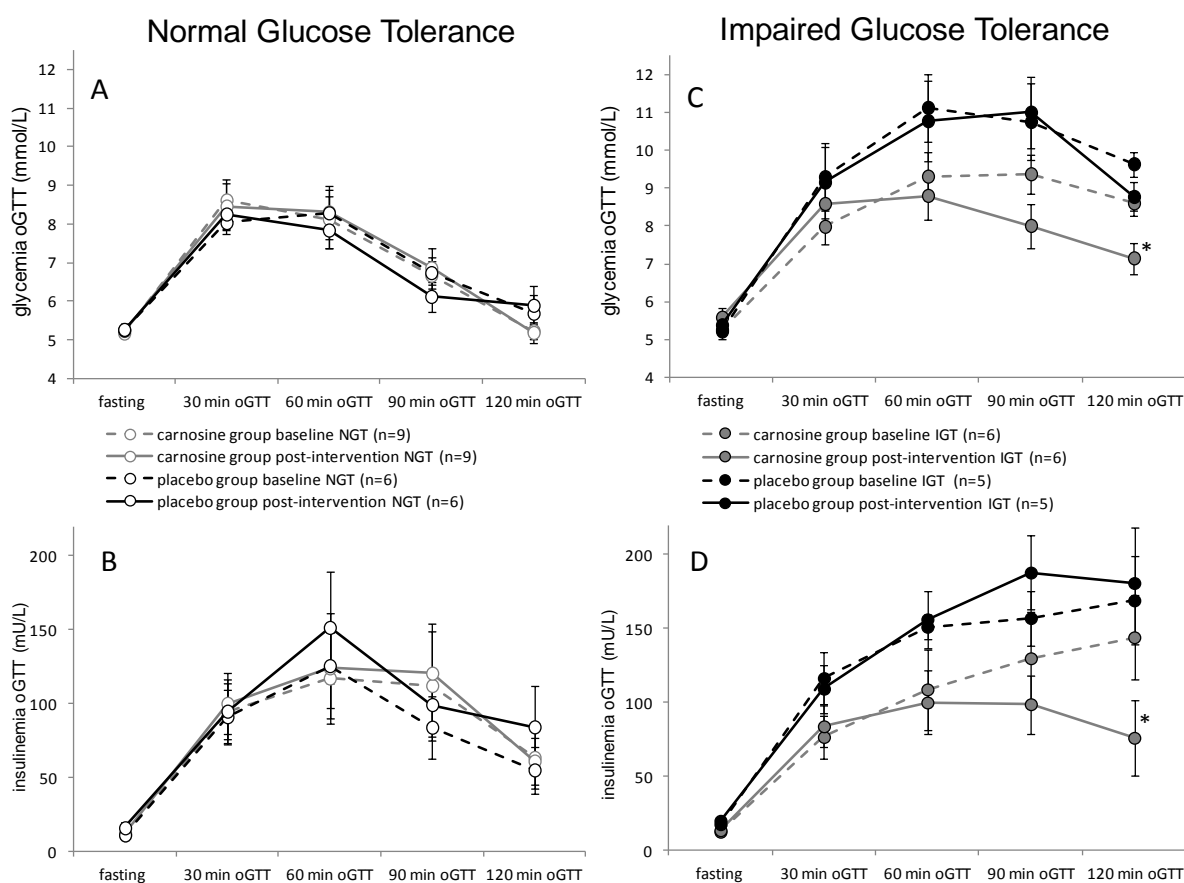 Normal Glucose Tolerance
Impaired Glucose Tolerance
A
glycemia oGTT (mmol/L)
12
11
10
9
8
7
6
5
4
fasting
30 min oGTT
60 min oGTT
90 min oGTT
120 min oGTT
carnosine group baseline NGT (n=9)
carnosine group post-intervention NGT (n=9)
placebo group baseline NGT (n=6)
placebo group post-intervention NGT (n=6)
C
glycemia oGTT (mmol/L)
12
11
10
9
8
7
6
5
4
*
fasting
30 min oGTT
60 min oGTT
90 min oGTT
120 min oGTT
carnosine group baseline IGT (n=6)
carnosine group post-intervention IGT (n=6)
placebo group baseline IGT (n=5)
placebo group post-intervention IGT (n=5)
B
insulinemia oGTT (mU/L)
200
150
100
50
0
fasting
30 min oGTT
60 min oGTT
90 min oGTT
120 min oGTT
D
insulinemia oGTT (mU/L)
200
150
100
50
0
*
fasting
30 min oGTT
60 min oGTT
90 min oGTT
120 min oGTT